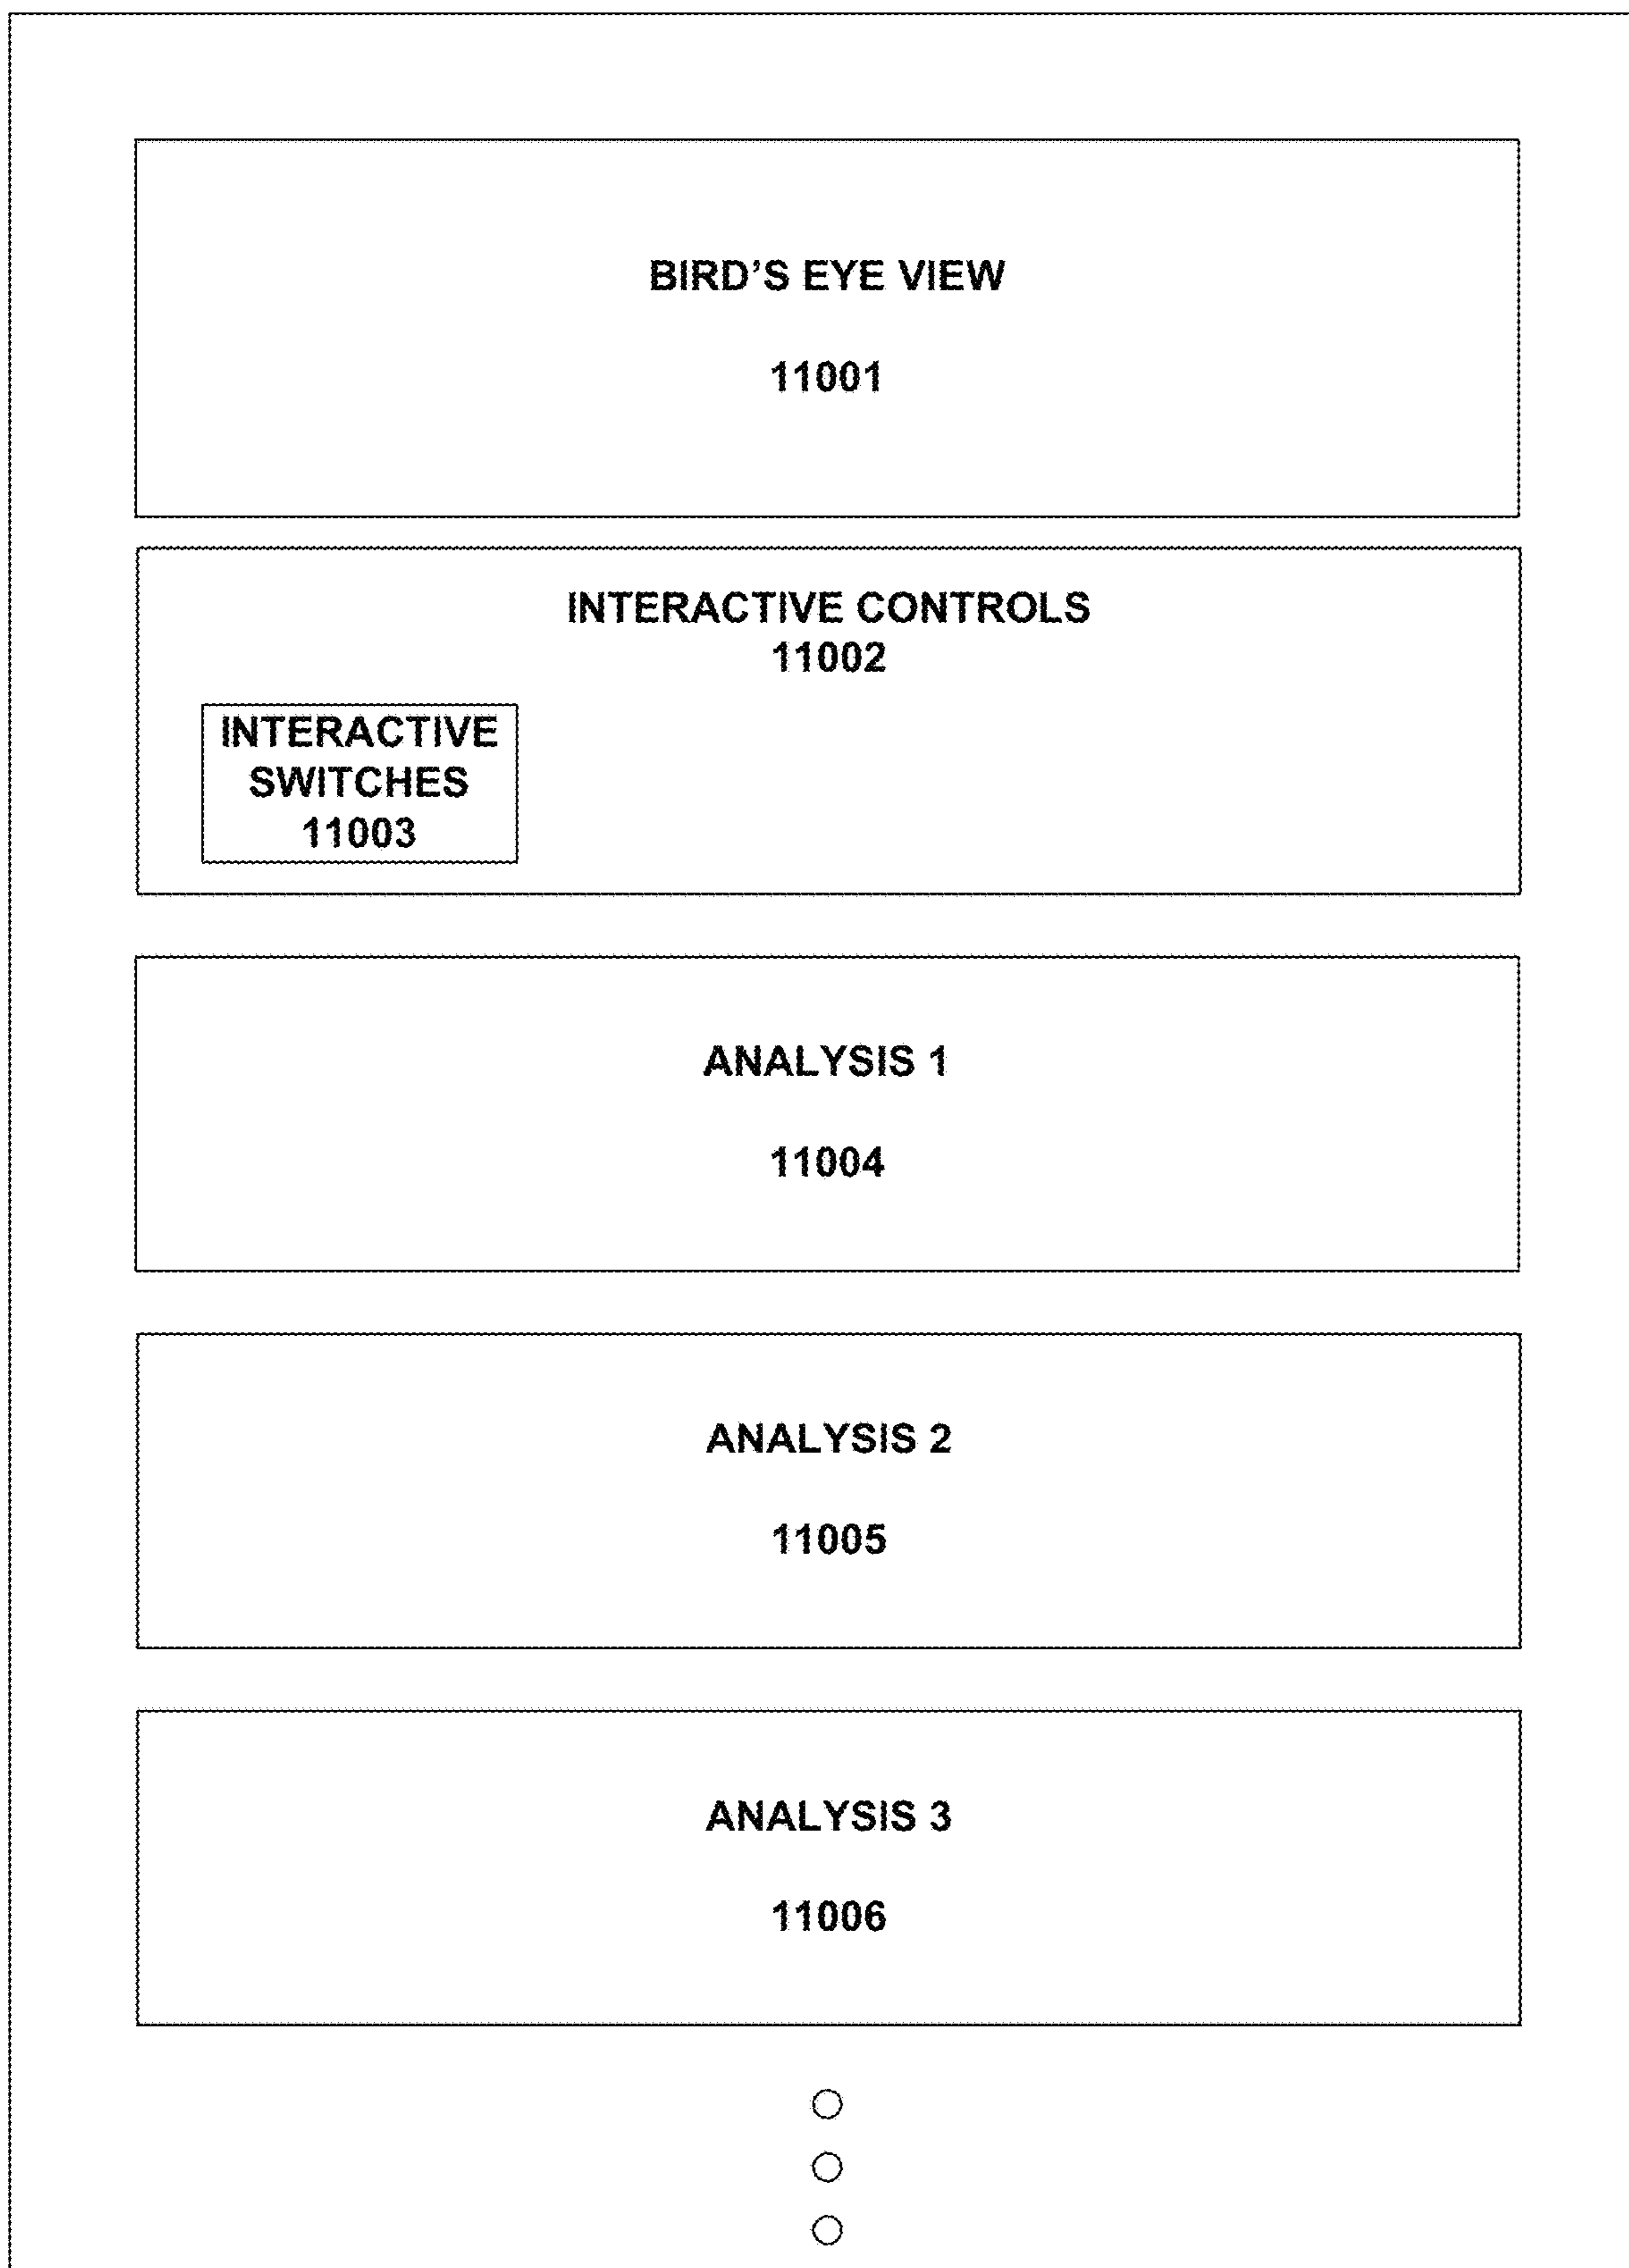 BIRD’S EYE VIEW
11001
INTERACTIVE CONTROLS
11002
INTERACTIVE
SWITCHES
11003
ANALYSIS 1
11004
ANALYSIS 2
11005
ANALYSIS 3
11006